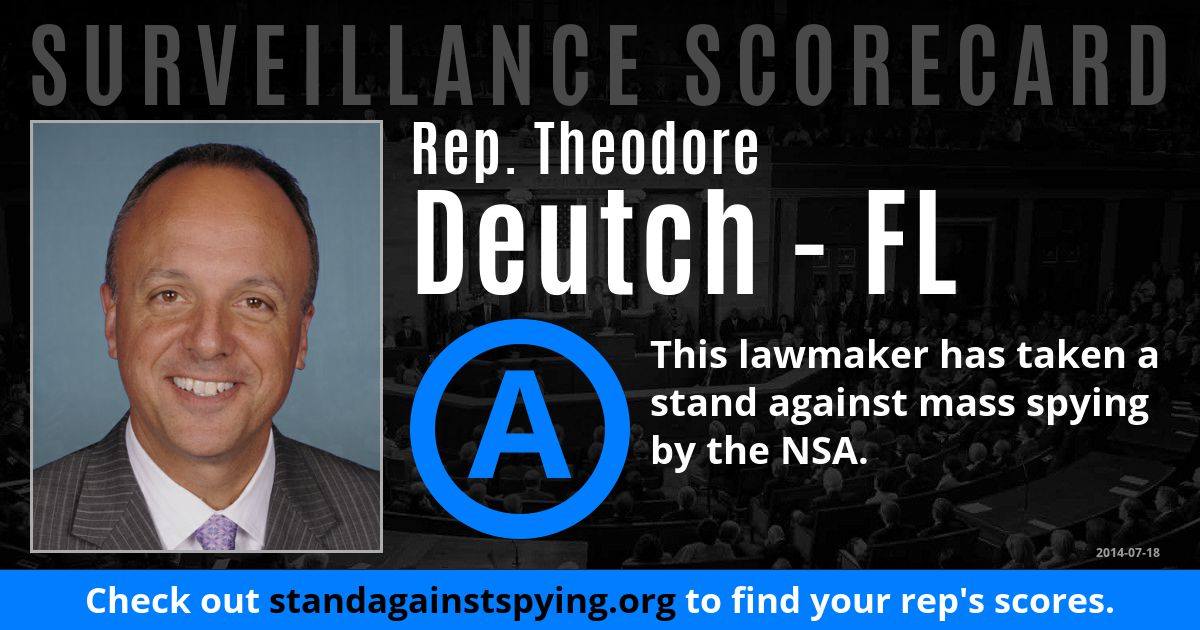 SURVEILLANCE SCORECARD
Rep. Theodore
Deutch - FL
A
This lawmaker has taken a
stand against mass spying
by the NSA.
2014-07-18
Check out standagainstspying.org to find your rep's scores.